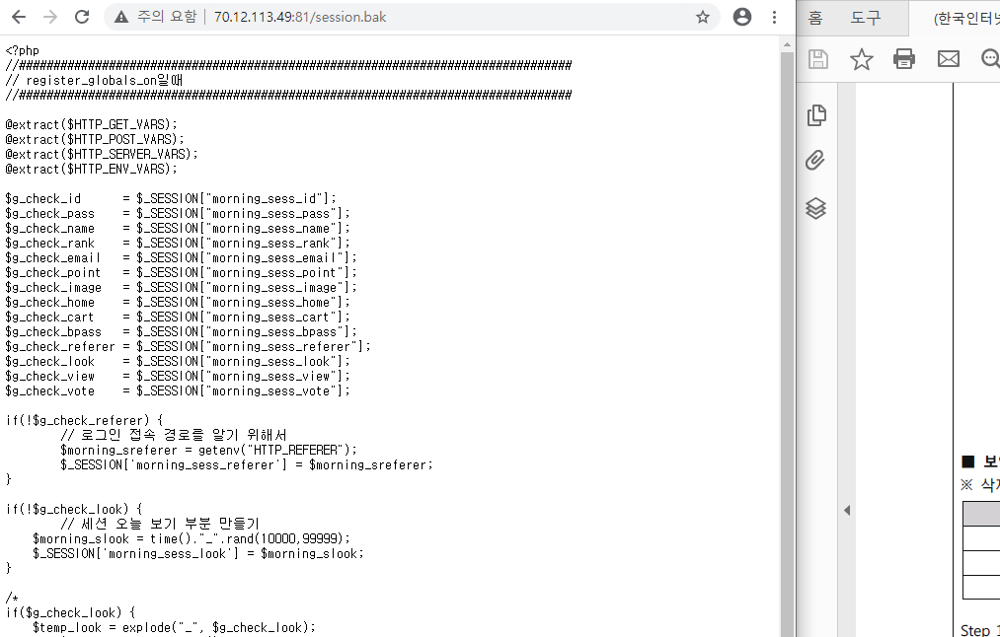 주의 요함 | 70.12.113.49:81/session.bak
<?php
//################################################################################
// register_globals_on일때
//################################################################################
@extract($HTTP_GET_VARS);
@extract($HTTP_POST_VARS);
@extract($HTTP_SERVER_VARS);
@extract($HTTP_ENV_VARS);
$g_check_id      = $_SESSION["morning_sess_id"];
$g_check_pass    = $_SESSION["morning_sess_pass"];
$g_check_name    = $_SESSION["morning_sess_name"];
$g_check_rank    = $_SESSION["morning_sess_rank"];
$g_check_email   = $_SESSION["morning_sess_email"];
$g_check_point   = $_SESSION["morning_sess_point"];
$g_check_image   = $_SESSION["morning_sess_image"];
$g_check_home    = $_SESSION["morning_sess_home"];
$g_check_cart    = $_SESSION["morning_sess_cart"];
$g_check_bpass   = $_SESSION["morning_sess_bpass"];
$g_check_referer = $_SESSION["morning_sess_referer"];
$g_check_look    = $_SESSION["morning_sess_look"];
$g_check_view    = $_SESSION["morning_sess_view"];
$g_check_vote    = $_SESSION["morning_sess_vote"];
if(!$g_check_referer) {
        // 로그인 접속 경로를 알기 위해서
        $morning_sreferer = getenv("HTTP_REFERER");
        $_SESSION['morning_sess_referer'] = $morning_sreferer;
}
if(!$g_check_look) {
        // 세션 오늘 보기 부분 만들기
    $morning_slook = time()."_".rand(10000,99999);
    $_SESSION['morning_sess_look'] = $morning_slook;
}
/*
if($g_check_look) {
    $temp_look = explode("_", $g_check_look);
홈 도구
(한국인터넷
■ 보
※ 삭제
Step 1